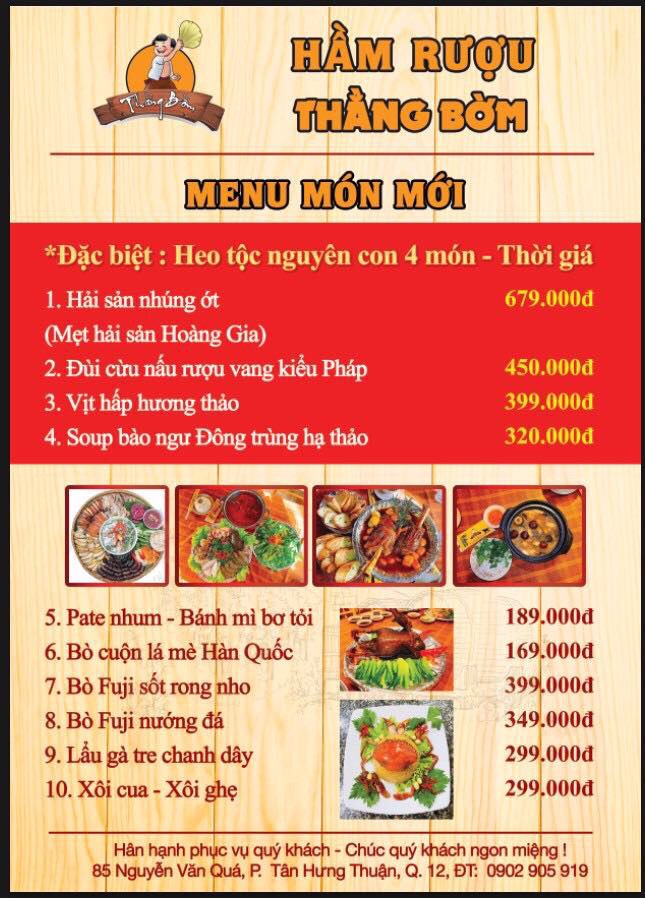 Thằng Bờm
HẦM RƯỢU
THẰNG BỜM
MENU MÓN MỚI
*Đặc biệt : Heo tộc nguyên con 4 món - Thời giá
1. Hải sản nhúng ớt 679.000đ
(Mẹt hải sản Hoàng Gia)
2. Đùi cừu nấu rượu vang kiểu Pháp 450.000đ
3. Vịt hấp hương thảo 399.000đ
4. Soup bào ngư Đông trùng hạ thảo 320.000đ
5. Pate nhum - Bánh mì bơ tỏi 189.000đ
6. Bò cuộn lá mè Hàn Quốc 169.000đ
7. Bò Fuji sốt rong nho 399.000đ
8. Bò Fuji nướng đá 349.000đ
9. Lẩu gà tre chanh dây 299.000đ
10. Xôi cua - Xôi ghẹ 299.000đ
Hân hạnh phục vụ quý khách - Chúc quý khách ngon miệng !
85 Nguyễn Văn Quá, P. Tân Hưng Thuận, Q. 12, ĐT: 0902 905 919